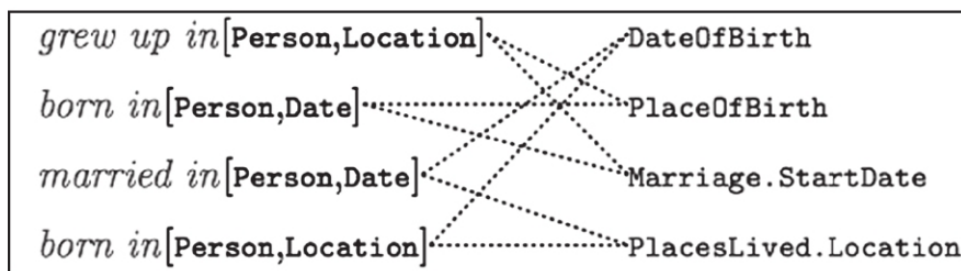 grew up in[Person,Location] DateOfBirth
born in[Person,Date] PlaceOfBirth
married in[Person,Date] Marriage.StartDate
born in[Person,Location] PlacesLived.Location